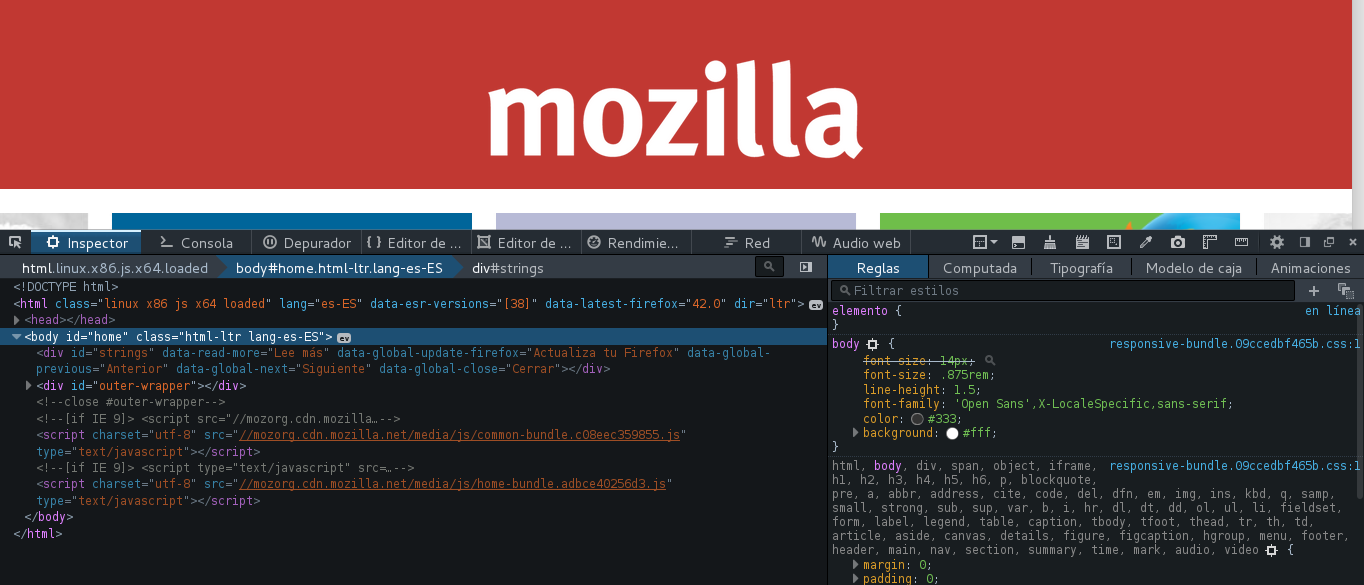 mozilla
Inspector Consola Depurador { } Editor de ... Editor de ... Rendimie... Red Audio web
html.linux.x86.js.x64.loaded body#home.html-ltr.lang-es-ES div#strings
Reglas Computada Tipografía Modelo de caja Animaciones
<!DOCTYPE html>
<html class="linux x86 js x64 loaded" lang="es-ES" data-esr-versions="[38]" data-latest-firefox="42.0" dir="ltr"> ev
<head></head>
<body id="home" class="html-ltr lang-es-ES"> ev
<div id="strings" data-read-more="Lee más" data-global-update-firefox="Actualiza tu Firefox" data-global-
previous="Anterior" data-global-next="Siguiente" data-global-close="Cerrar"></div>
<div id="outer-wrapper"></div>
<!--close #outer-wrapper-->
<!--[if IE 9]> <script src="//mozorg.cdn.mozilla…-->
<script charset="utf-8" src="//mozorg.cdn.mozilla.net/media/js/common-bundle.c08eec359855.js"
type="text/javascript"></script>
<!--[if IE 9]> <script type="text/javascript" src=…-->
<script charset="utf-8" src="//mozorg.cdn.mozilla.net/media/js/home-bundle.adbce40256d3.js"
type="text/javascript"></script>
</body>
</html>
Filtrar estilos
elemento { en línea
}
body { responsive-bundle.09ccedbf465b.css:1
font-size: 14px;
font-size: .875rem;
line-height: 1.5;
font-family: 'Open Sans',X-LocaleSpecific,sans-serif;
color: #333;
background: #fff;
}
html, body, div, span, object, iframe, responsive-bundle.09ccedbf465b.css:1
h1, h2, h3, h4, h5, h6, p, blockquote,
pre, a, abbr, address, cite, code, del, dfn, em, img, ins, kbd, q, samp,
small, strong, sub, sup, var, b, i, hr, dl, dt, dd, ol, ul, li, fieldset,
form, label, legend, table, caption, tbody, tfoot, thead, tr, th, td,
article, aside, canvas, details, figure, figcaption, hgroup, menu, footer,
header, main, nav, section, summary, time, mark, audio, video {
margin: 0;
padding: 0;